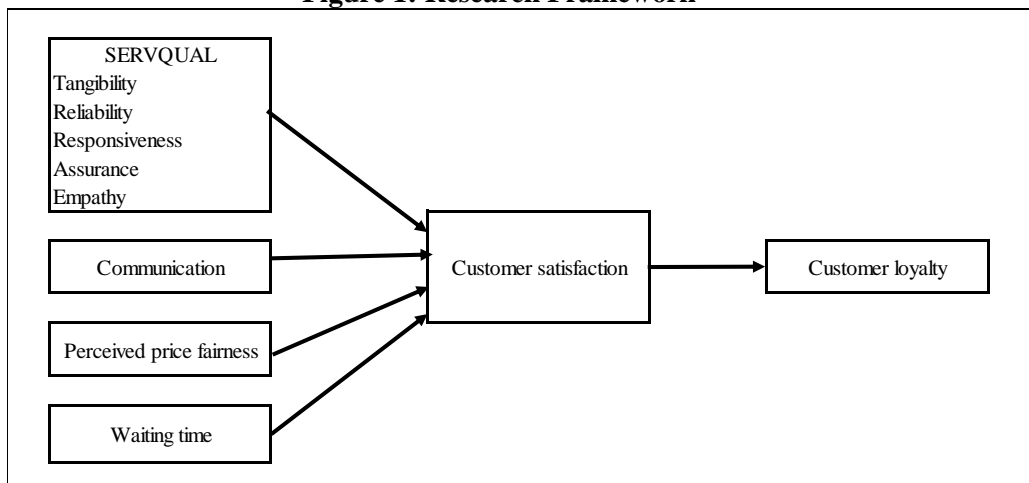 Figure 1: Research Framework
SERVQUAL
Tangibility
Reliability
Responsiveness
Assurance
Empathy
Communication
Perceived price fairness
Waiting time
Customer satisfaction
Customer loyalty